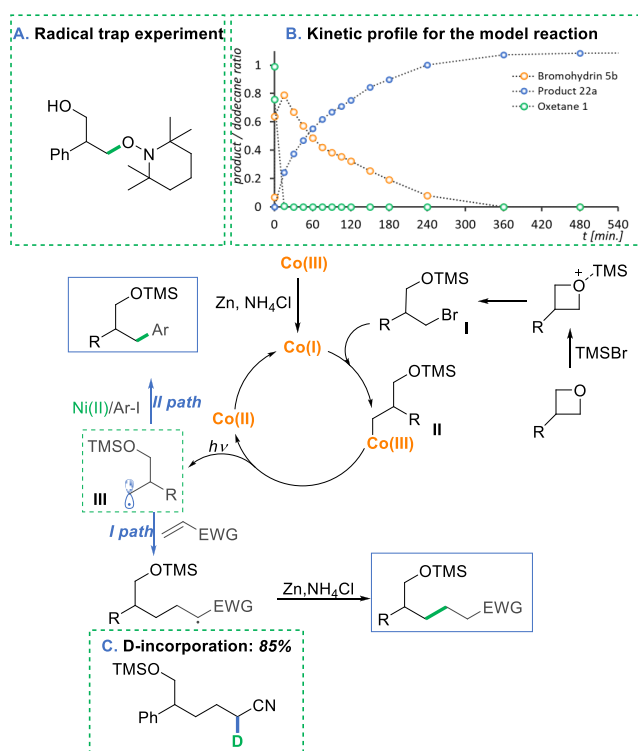 A. Radical trap experiment
HO
Ph
O
N
B. Kinetic profile for the model reaction
product / dodecane ratio
1
0.8
0.6
0.4
0.2
0
0 60 120 180 240 300 360 420 480 540
t [min.]
Bromohydrin 5b
Product 22a
Oxetane 1
Co(III)
Zn, NH4Cl
OTMS
R
Ar
OTMS
Br
R
I
+
TMS
O
R
TMSBr
O
R
Co(I)
Co(II)
OTMS
R
Co(III)
II
hν
Ni(II)/Ar-I
II path
TMSO
R
III
I path
EWG
OTMS
R
EWG
Zn,NH4Cl
OTMS
R
EWG
C. D-incorporation: 85%
TMSO
Ph
CN
D